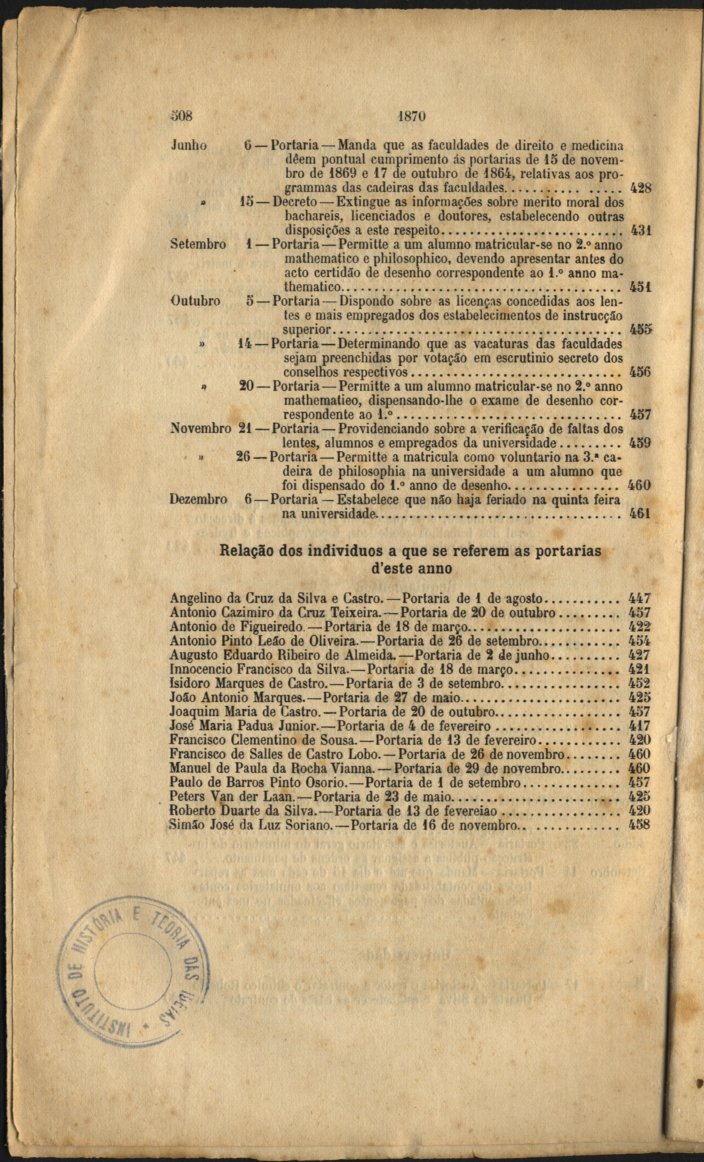 508 1870
Junho 6 — Portaria — Manda que as faculdades de direito e medicina
dêem pontual cumprimento ás portarias de 15 de novem-
bro de 1869 e 17 de outubro de 1864, relativas aos pro-
grammas das cadeiras das faculdades.......... ..... 428
» 15 — Decreto — Extingue as informações sobre merito moral dos
bachareis, licenciados e doutores, estabelecendo outras
disposições a este respeito......................... 431
Setembro 1 — Portaria — Permitte a um alumno matricular-se no 2.º anno
mathematico e philosophico, devendo apresentar antes do
acto certidão de desenho correspondente ao 1.º anno ma-
thematico........................................ 451
Outubro 5 — Portaria — Dispondo sobre as licenças concedidas aos len-
tes e mais empregados dos estabelecimentos de instrucção
superior......................................... 455
» 14 — Portaria — Determinando que as vacaturas das faculdades
sejam preenchidas por votação em escrutinio secreto dos
conselhos respectivos............................. 456
» 20 — Portaria — Permitte a um alumno matricular-se no 2.º anno
mathematico, dispensando-lhe o exame de desenho cor-
respondente ao 1.º............................... 457
Novembro 21 — Portaria — Providenciando sobre a verificação de faltas dos
lentes, alumnos e empregados da universidade......... 459
» 26 — Portaria — Permitte a matricula como voluntario na 3.ª ca-
deira de philosophia na universidade a um alumno que
foi dispensado do 1.º anno de desenho............... 460
Dezembro 6 — Portaria — Estabelece que não haja feriado na quinta feira
na universidade.................................. 461
Relação dos individuos a que se referem as portarias
d'este anno
Angelino da Cruz da Silva e Castro. — Portaria de 1 de agosto........... 447
Antonio Cazimiro da Cruz Teixeira. — Portaria de 20 de outubro......... 457
Antonio de Figueiredo. — Portaria de 18 de março..................... 422
Antonio Pinto Leão de Oliveira. — Portaria de 26 de setembro............ 454
Augusto Eduardo Ribeiro de Almeida. — Portaria de 2 de junho.......... 427
Innocencio Francisco da Silva. — Portaria de 18 de março............... 421
Isidoro Marques de Castro. — Portaria de 3 de setembro................. 452
João Antonio Marques. — Portaria de 27 de maio....................... 425
Joaquim Maria de Castro. — Portaria de 20 de outubro.................. 457
José Maria Padua Junior. — Portaria de 4 de fevereiro.................. 417
Francisco Clementino de Sousa. — Portaria de 13 de fevereiro............ 420
Francisco de Salles de Castro Lobo. — Portaria de 26 de novembro........ 460
Manuel de Paula da Rocha Vianna. — Portaria de 29 de novembro........ 460
Paulo de Barros Pinto Osorio. — Portaria de 1 de setembro.............. 457
Peters Van der Laan. — Portaria de 23 de maio........................ 425
Roberto Duarte da Silva. — Portaria de 13 de fevereiao................. 420
Simão José da Luz Soriano. — Portaria de 16 de novembro.. ............ 458
INSTITUTO DE HISTÓRIA E TEORIA DAS IDEIAS